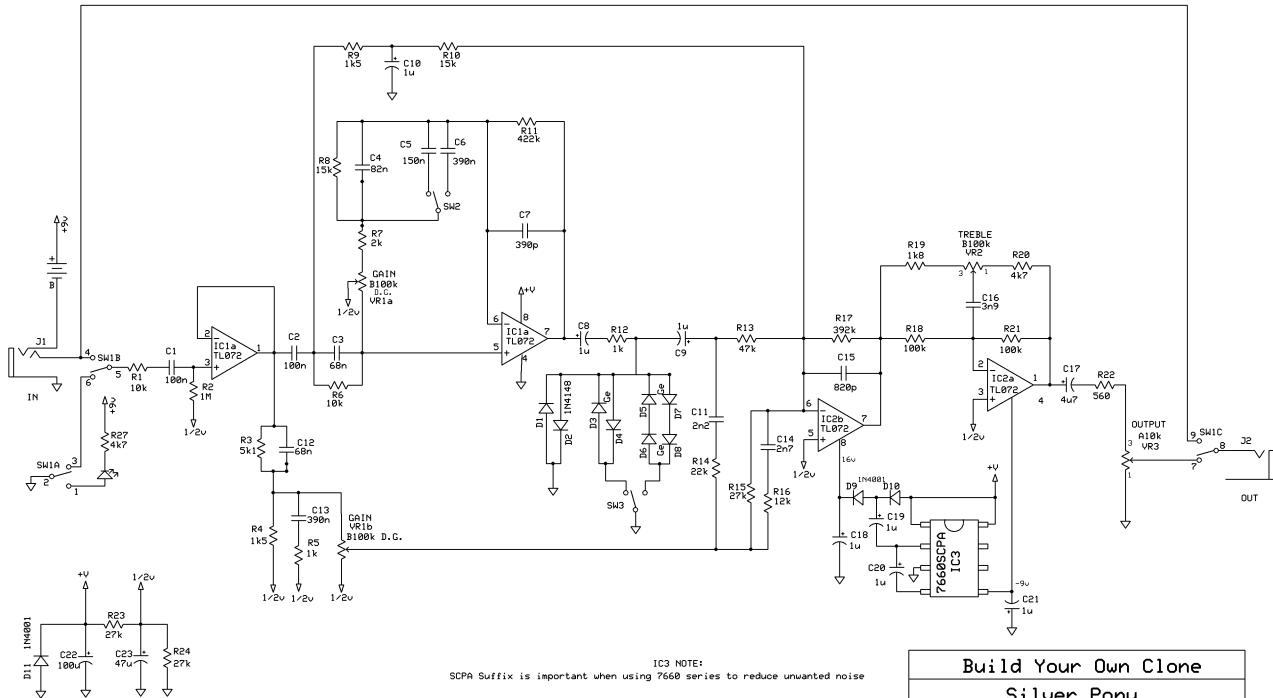 R9
1k5
C10
1u
R10
15k
R8
15k
C4
82n
C5
150n
C6
390n
R11
422k
SW2
C7
390p
R7
2k
GAIN
B100k
D.G.
VR1a
1/2v
+9v
B
J1
IN
4
SW1B
5
6
R1
10k
C1
100n
R2
1M
1/2v
2
3
IC1a
TL072
1
C2
100n
C3
68n
R6
10k
+V
6
8
IC1a
TL072
7
5
4
C8
1u
R12
1k
1u
C9
R13
47k
R17
392k
C15
820p
R19
1k8
TREBLE
B100k
VR2
3
1
R20
4k7
C16
3n9
R18
100k
R21
100k
2
IC2a
TL072
1
3
4
1/2v
C17
4u7
R22
560
OUTPUT
A10k
VR3
3
1
9
SW1C
8
7
J2
OUT
+9v
R27
4k7
SW1A
3
2
1
R3
5k1
C12
68n
R4
1k5
C13
390n
R5
1k
GAIN
VR1b
B100k D.G.
1/2v
1/2v
1/2v
D1
1N4148
D2
D3
Ge
D4
D5
D7
D6
Ge
D8
SW3
C11
2n2
R14
22k
C14
2n7
R15
27k
R16
12k
6
5
IC2b
TL072
7
8
1/2v
16v
D9
1N4001
D10
+V
C19
1u
C18
1u
C20
1u
7660SCPA
IC3
-9v
C21
1u
+V
1/2v
R23
27k
D11
1N4001
C22
100u
C23
47u
R24
27k
IC3 NOTE:
SCPA Suffix is important when using 7660 series to reduce unwanted noise
Build Your Own Clone
Silver Pony